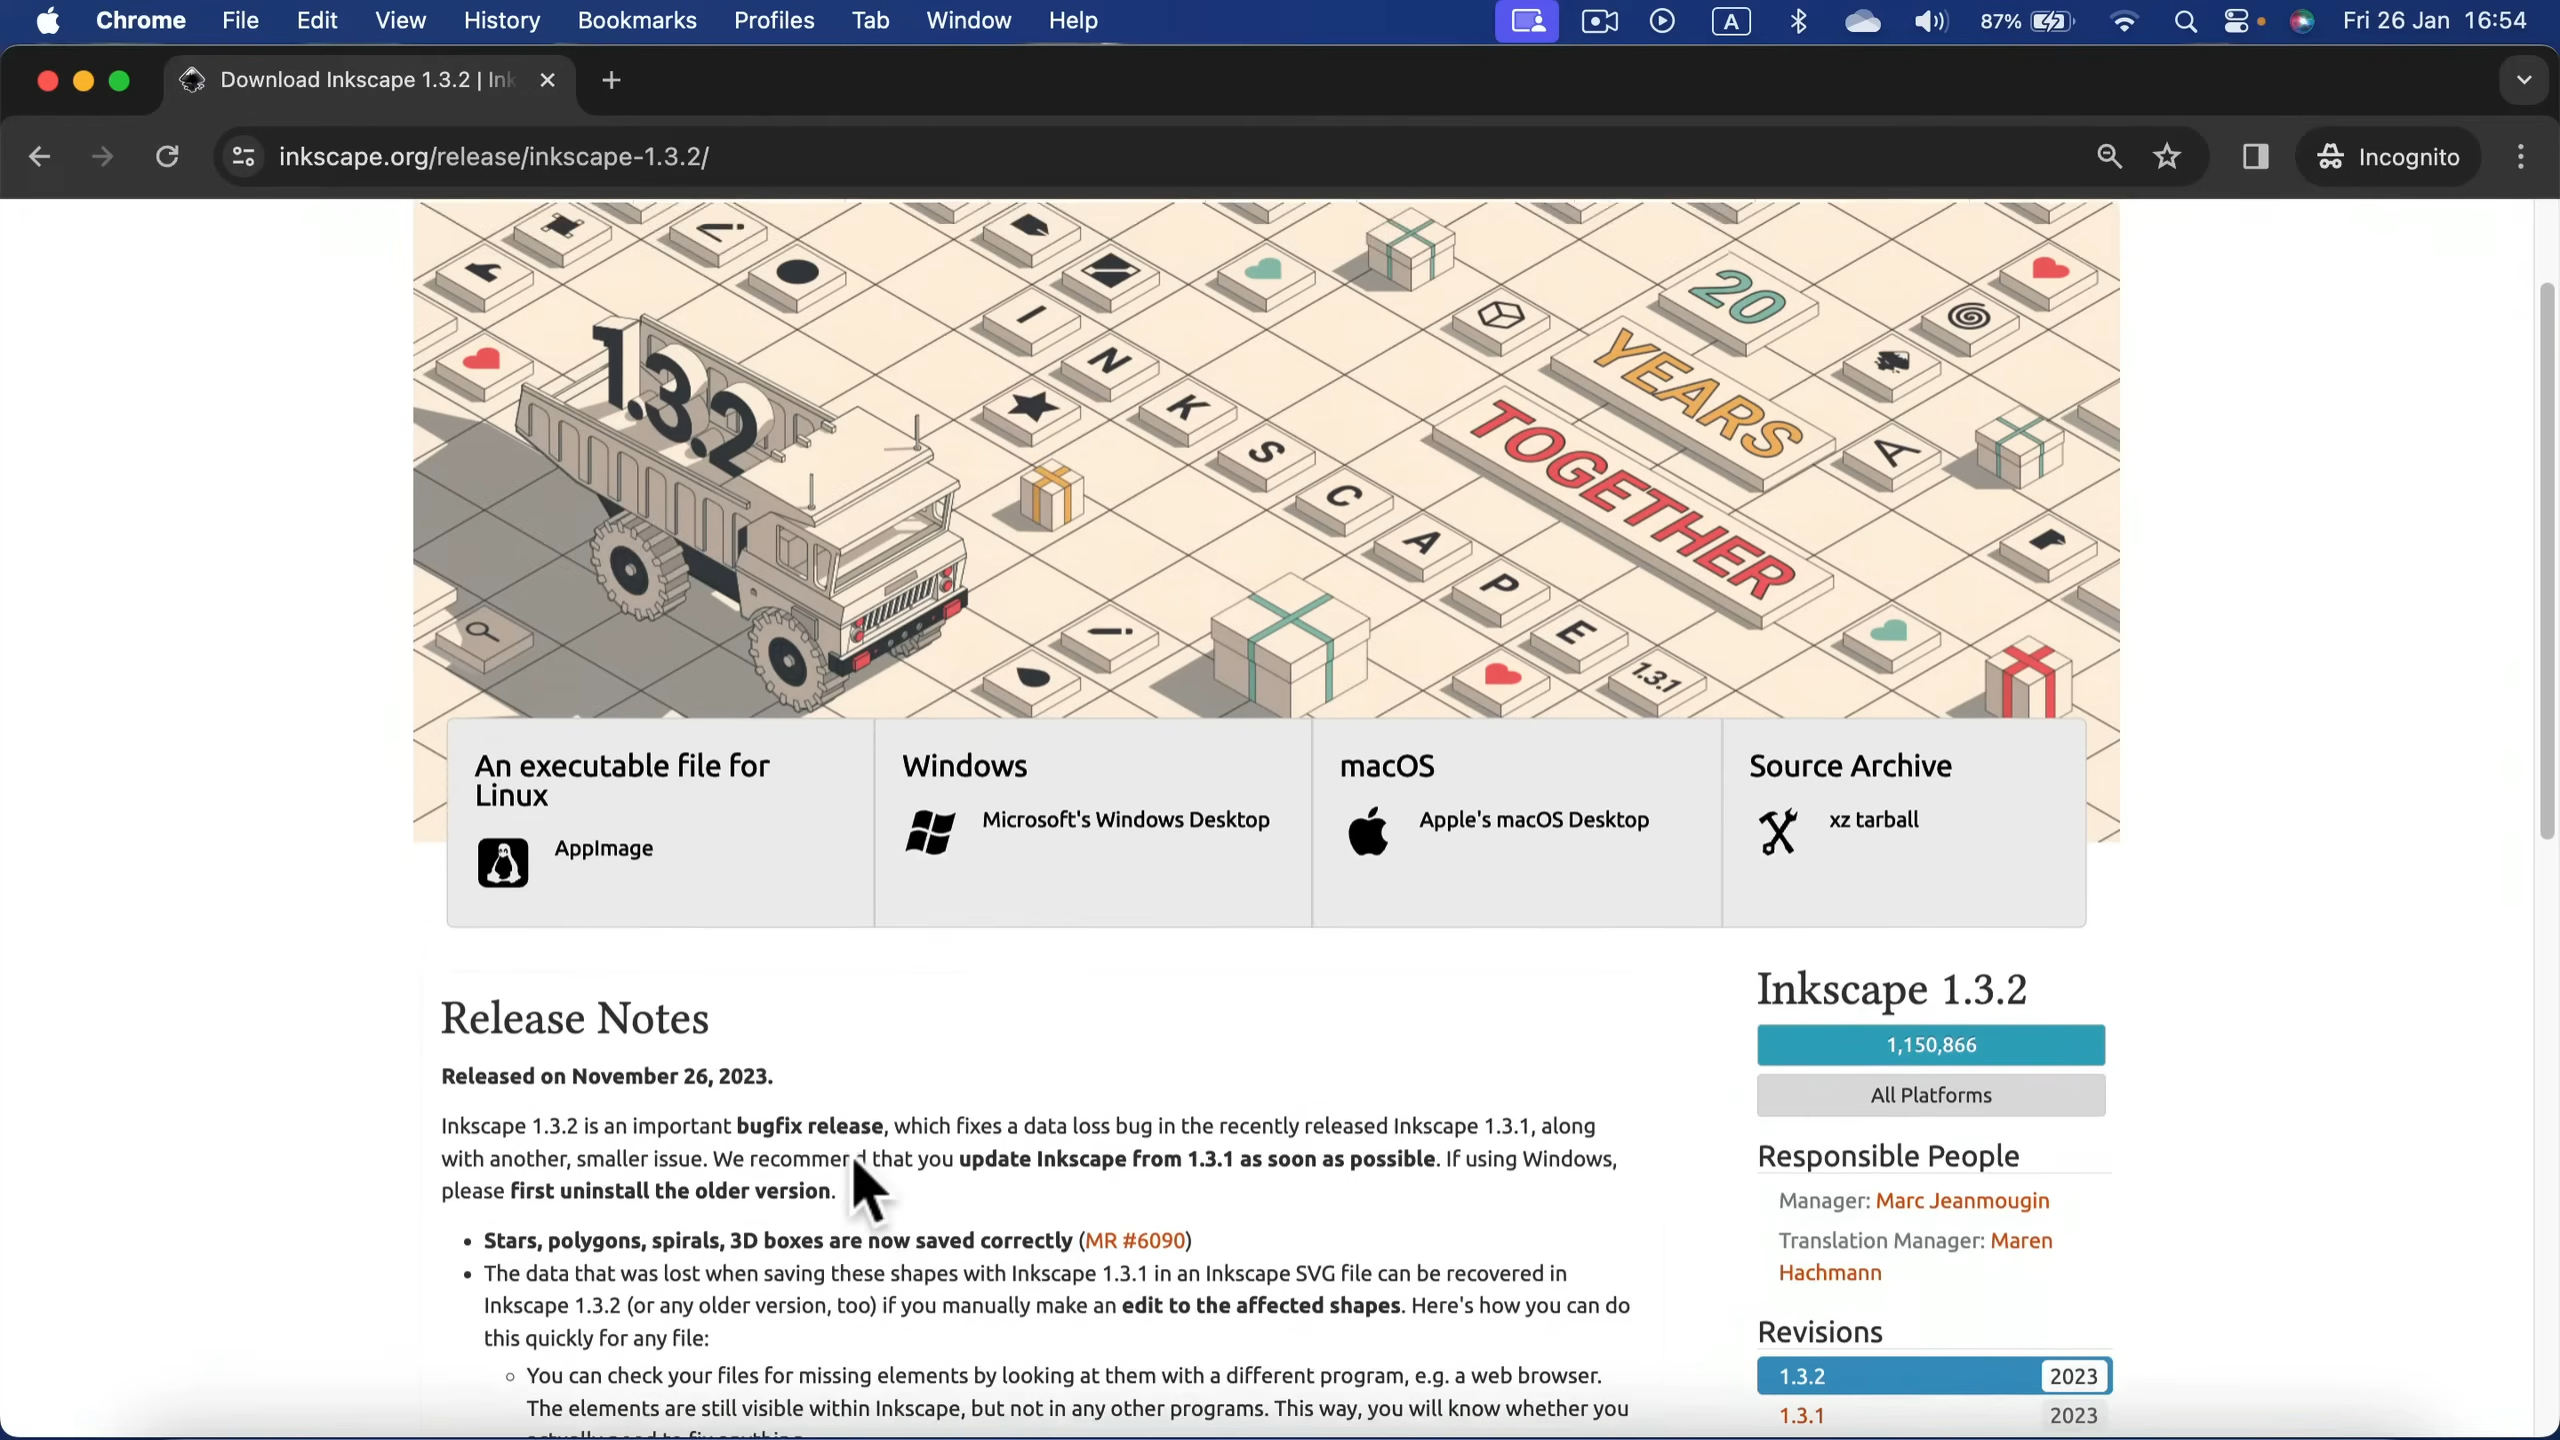 Chrome File Edit View History Bookmarks Profiles Tab Window Help
A 87% Fri 26 Jan 16:54
Download Inkscape 1.3.2 | Ink
inkscape.org/release/inkscape-1.3.2/
Incognito
1.3.2
INKSCAPE
1.3.1
20
YEARS
TOGETHER
A
An executable file for
Linux
AppImage
Windows
Microsoft's Windows Desktop
macOS
Apple's macOS Desktop
Source Archive
xz tarball
Release Notes
Released on November 26, 2023.
Inkscape 1.3.2 is an important bugfix release, which fixes a data loss bug in the recently released Inkscape 1.3.1, along
with another, smaller issue. We recommend that you update Inkscape from 1.3.1 as soon as possible. If using Windows,
please first uninstall the older version.
• Stars, polygons, spirals, 3D boxes are now saved correctly (MR #6090)
• The data that was lost when saving these shapes with Inkscape 1.3.1 in an Inkscape SVG file can be recovered in
Inkscape 1.3.2 (or any older version, too) if you manually make an edit to the affected shapes. Here's how you can do
this quickly for any file:
◦ You can check your files for missing elements by looking at them with a different program, e.g. a web browser.
The elements are still visible within Inkscape, but not in any other programs. This way, you will know whether you
Inkscape 1.3.2
1,150,866
All Platforms
Responsible People
Manager: Marc Jeanmougin
Translation Manager: Maren
Hachmann
Revisions
1.3.2 2023
1.3.1 2023